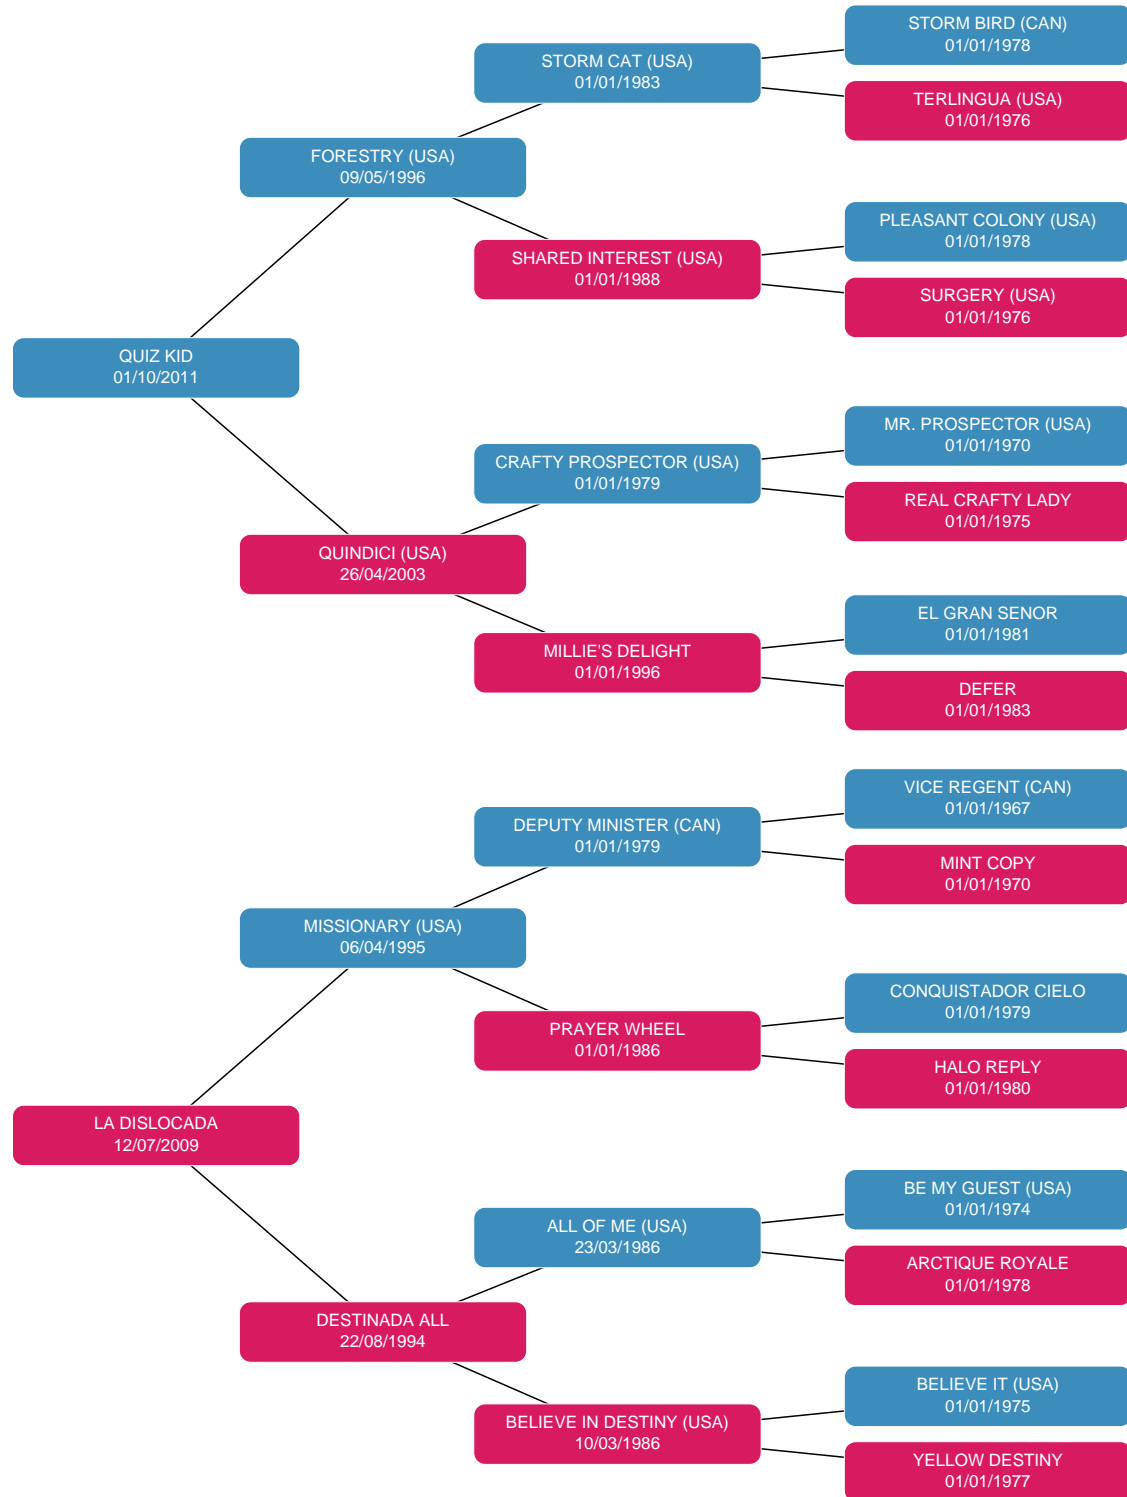 STORM BIRD (CAN)
01/01/1978
STORM CAT (USA)
01/01/1983
TERLINGUA (USA)
01/01/1976
FORESTRY (USA)
09/05/1996
PLEASANT COLONY (USA)
01/01/1978
SHARED INTEREST (USA)
01/01/1988
SURGERY (USA)
01/01/1976
QUIZ KID
01/10/2011
MR. PROSPECTOR (USA)
01/01/1970
CRAFTY PROSPECTOR (USA)
01/01/1979
REAL CRAFTY LADY
01/01/1975
QUINDICI (USA)
26/04/2003
EL GRAN SENOR
01/01/1981
MILLIE'S DELIGHT
01/01/1996
DEFER
01/01/1983
VICE REGENT (CAN)
01/01/1967
DEPUTY MINISTER (CAN)
01/01/1979
MINT COPY
01/01/1970
MISSIONARY (USA)
06/04/1995
CONQUISTADOR CIELO
01/01/1979
PRAYER WHEEL
01/01/1986
HALO REPLY
01/01/1980
LA DISLOCADA
12/07/2009
BE MY GUEST (USA)
01/01/1974
ALL OF ME (USA)
23/03/1986
ARCTIQUE ROYALE
01/01/1978
DESTINADA ALL
22/08/1994
BELIEVE IT (USA)
01/01/1975
BELIEVE IN DESTINY (USA)
10/03/1986
YELLOW DESTINY
01/01/1977